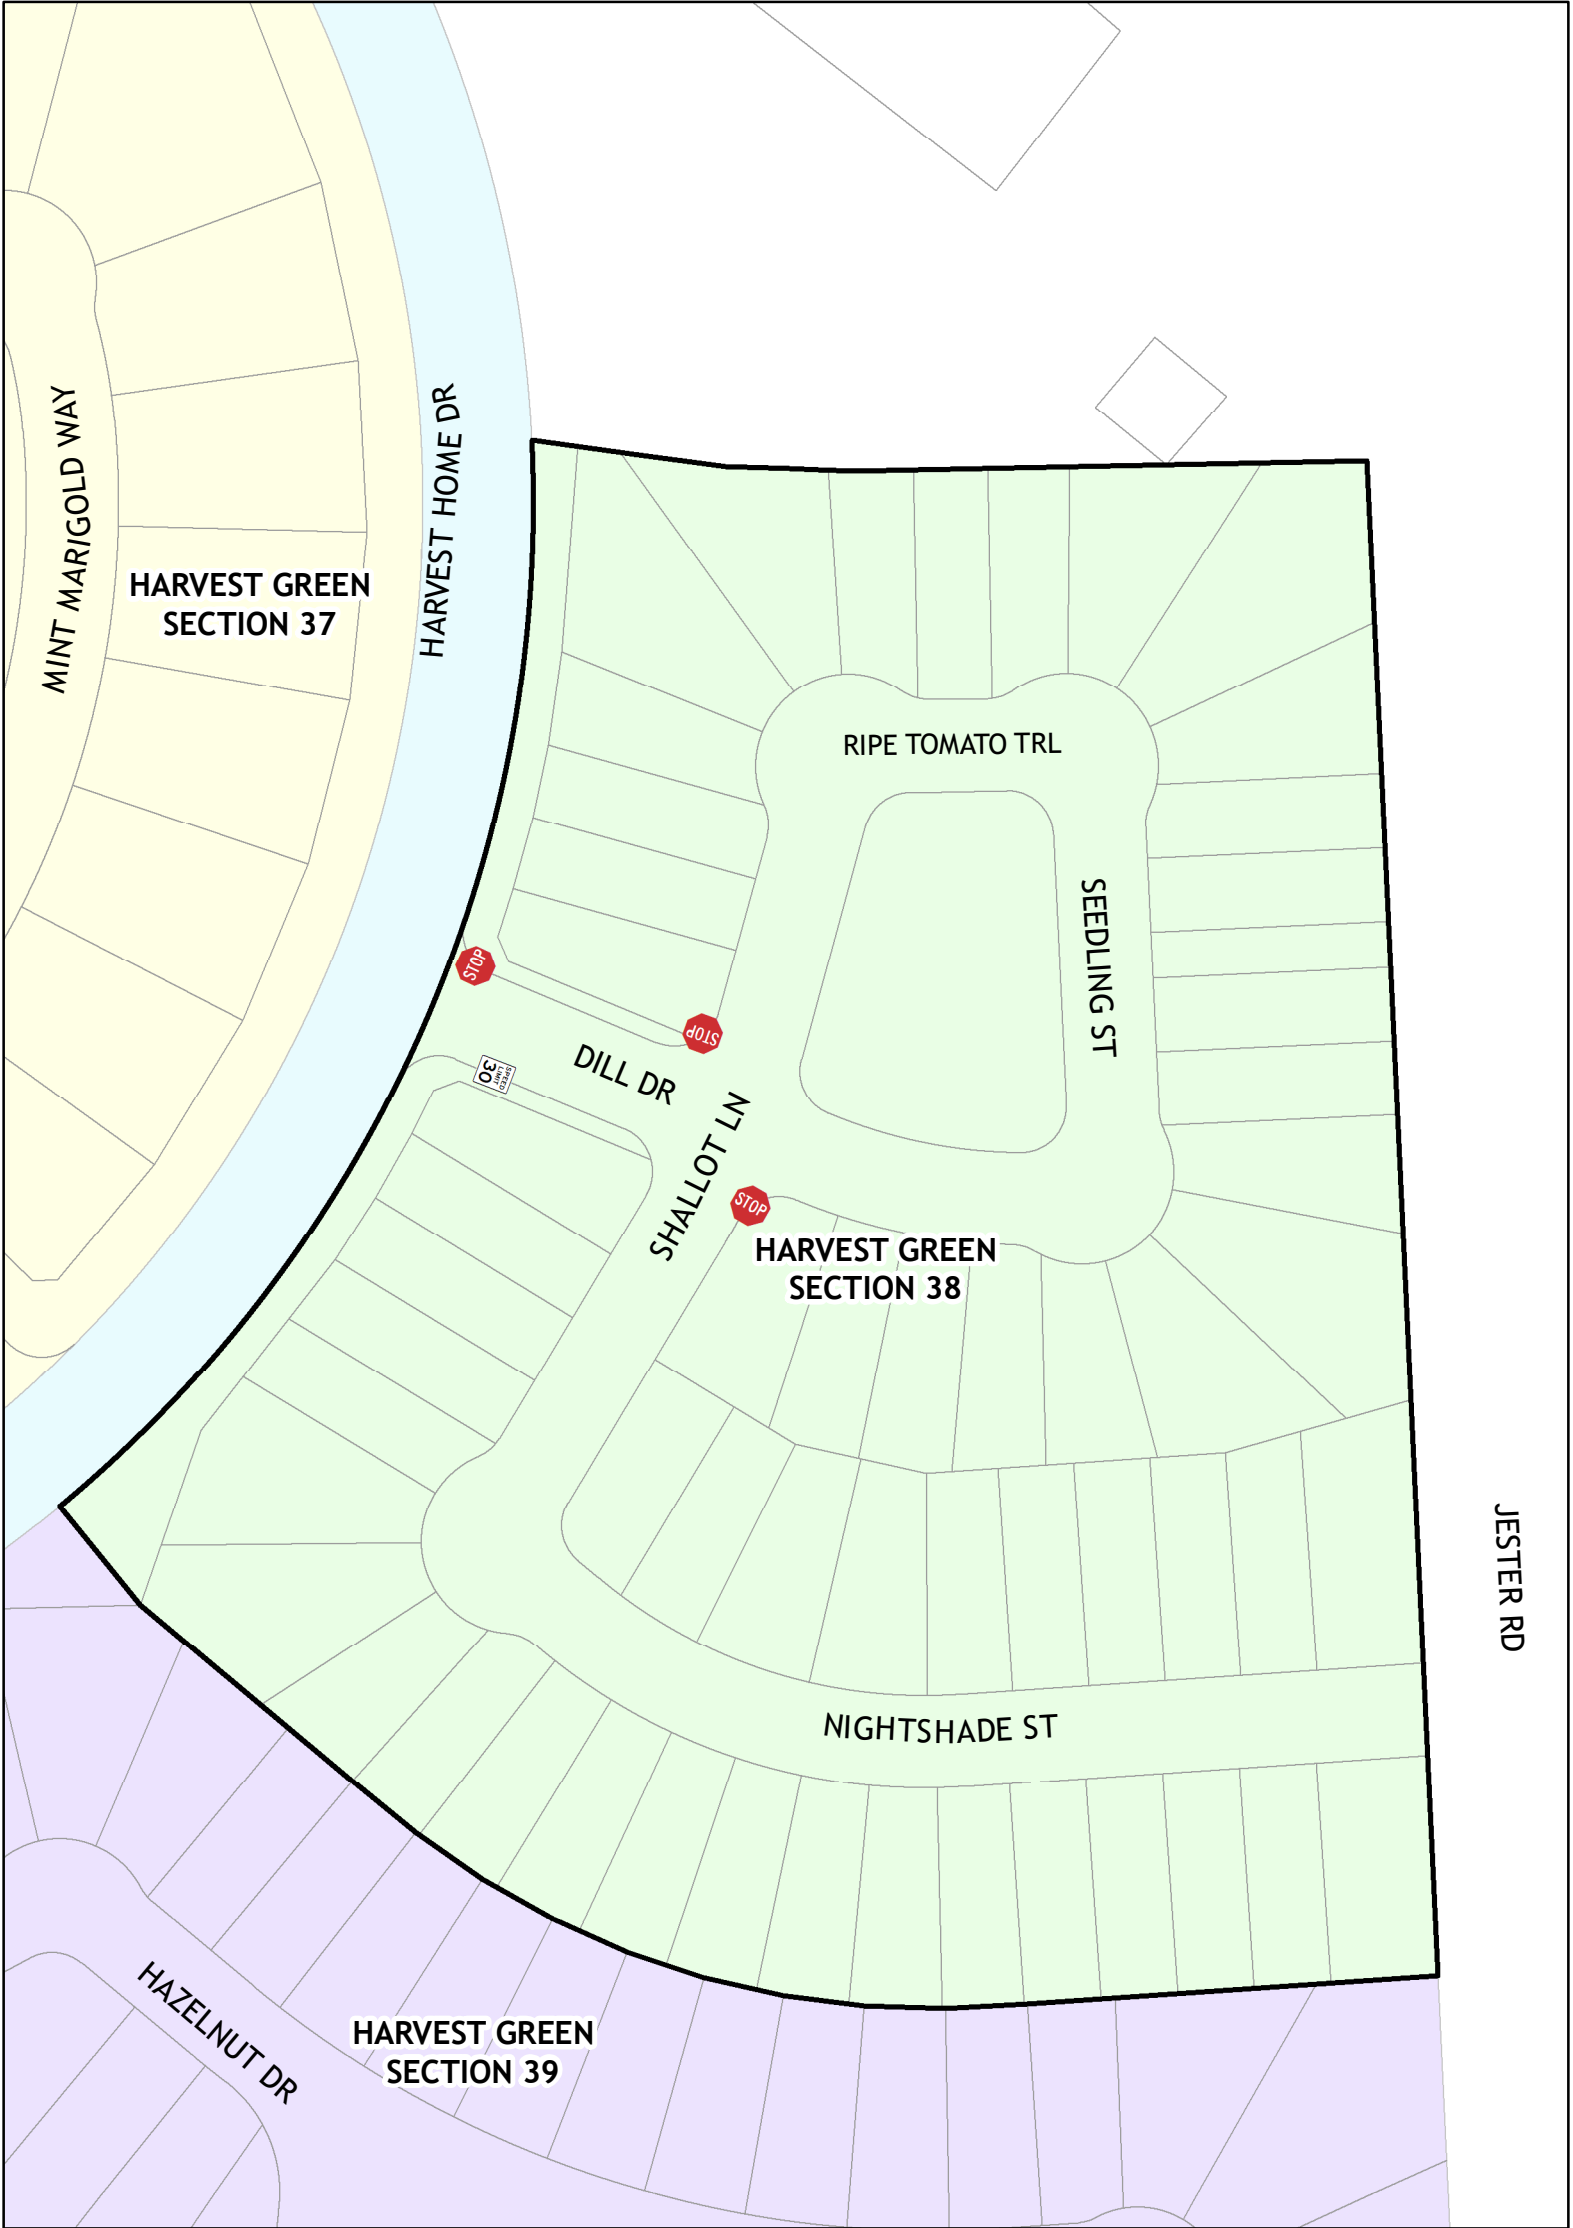 MINT MARIGOLD WAY
HARVEST GREEN
SECTION 37
HARVEST HOME DR
RIPE TOMATO TRL
SEEDLING ST
STOP
STOP
DILL DR
SPEED
LIMIT
30
SHALLOT LN
STOP
HARVEST GREEN
SECTION 38
JESTER RD
NIGHTSHADE ST
HAZELNUT DR
HARVEST GREEN
SECTION 39